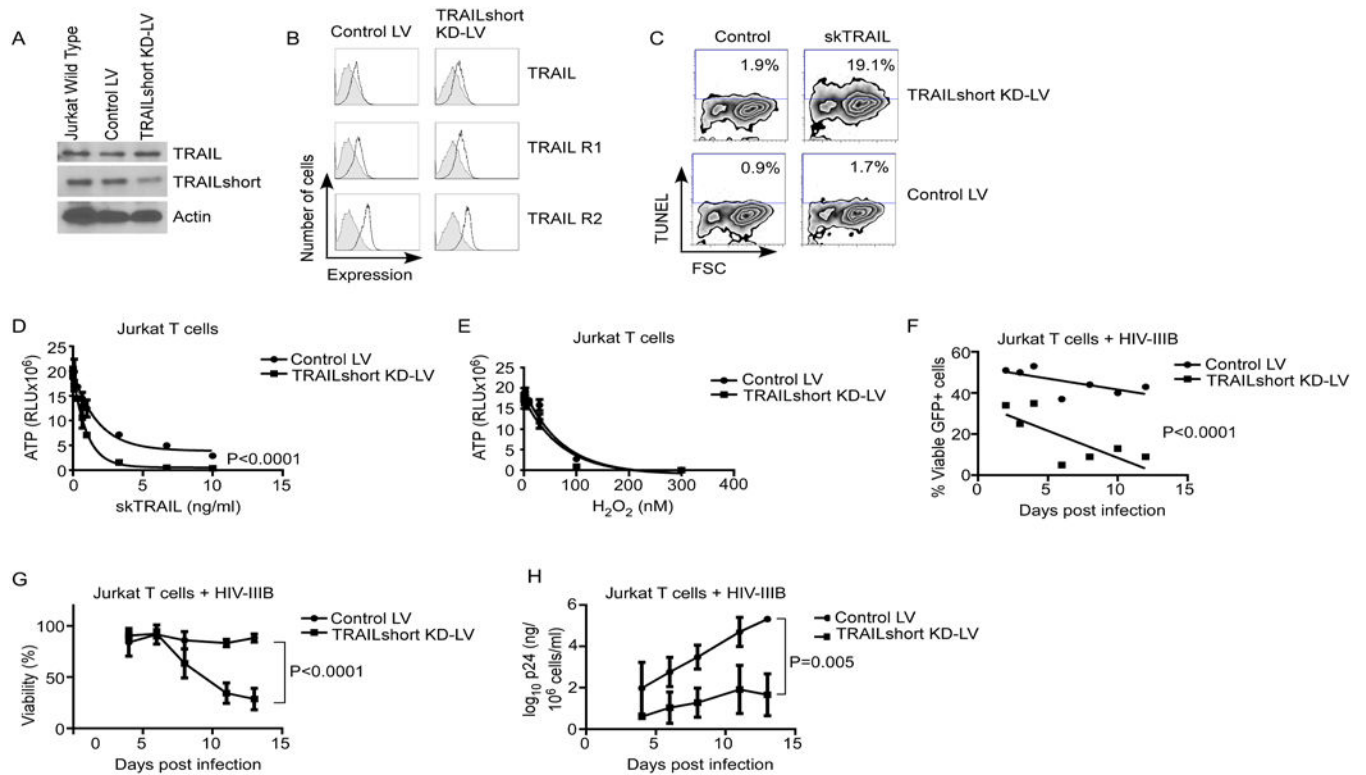 A
Jurkat Wild Type
Control LV
TRAILshort KD-LV
TRAIL
TRAILshort
Actin
B
Control LV
TRAILshort
KD-LV
TRAIL
TRAIL R1
TRAIL R2
Number of cells
Expression
C
Control
skTRAIL
1.9%
19.1%
TRAILshort KD-LV
0.9%
1.7%
Control LV
TUNEL
FSC
D
Jurkat T cells
Control LV
TRAILshort KD-LV
ATP (RLUx10⁶)
25
20
15
10
5
0
P<0.0001
0 5 10 15
skTRAIL (ng/ml)
E
Jurkat T cells
Control LV
TRAILshort KD-LV
ATP (RLUx10⁶)
25
20
15
10
5
0
0 100 200 300 400
H₂O₂ (nM)
F
Jurkat T cells + HIV-IIIB
Control LV
TRAILshort KD-LV
% Viable GFP+ cells
60
40
20
0
P<0.0001
0 5 10 15
Days post infection
G
Jurkat T cells + HIV-IIIB
Control LV
TRAILshort KD-LV
Viability (%)
100
50
0
P<0.0001
0 5 10 15
Days post infection
H
Jurkat T cells + HIV-IIIB
Control LV
TRAILshort KD-LV
log₁₀ p24 (ng/
10⁶ cells/ml)
6
4
2
0
P=0.005
0 5 10 15
Days post infection